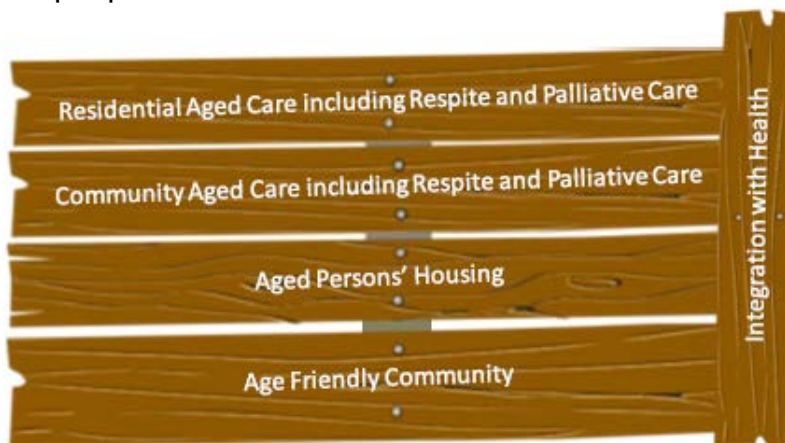 Residential Aged Care including Respite and Palliative Care
Community Aged Care including Respite and Palliative Care
Aged Persons' Housing
Age Friendly Community
Integration with Health